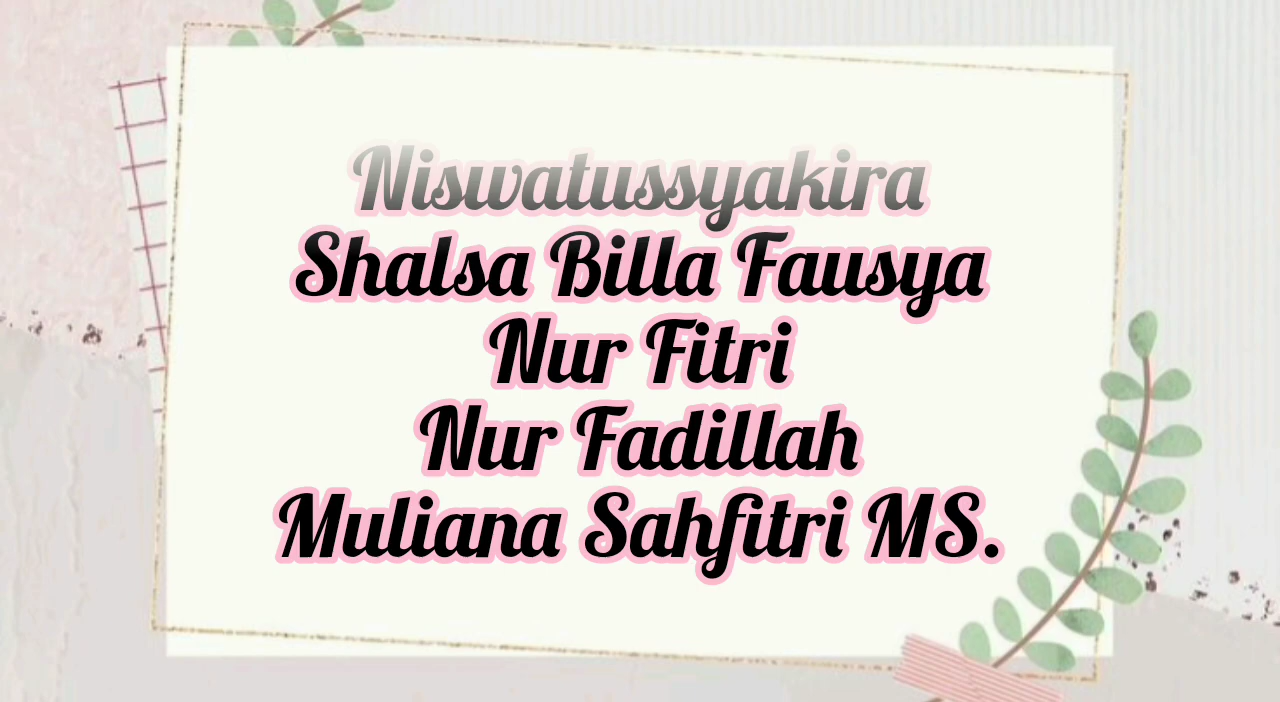 Niswatussyakira
Shalsa Billa Fausya
Nur Fitri
Nur Fadillah
Muliana Sahfitri MS.